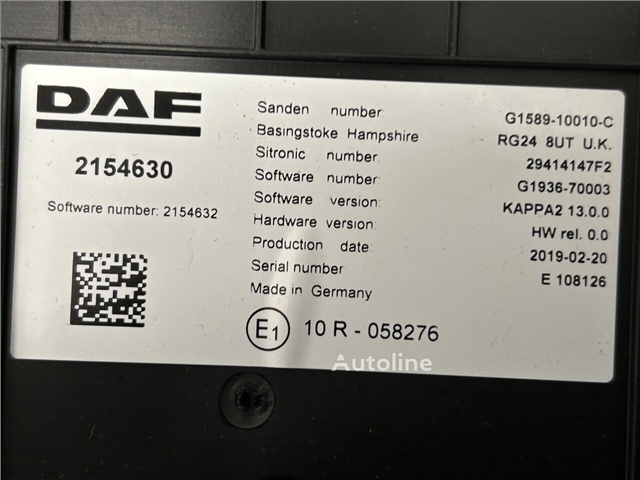 DAF
2154630
Software number: 2154632
Sanden number G1589-10010-C
Basingstoke Hampshire RG24 8UT U.K.
Sitronic number 29414147F2
Software number: G1936-70003
Software version: KAPPA2 13.0.0
Hardware version: HW rel. 0.0
Production date: 2019-02-20
Serial number E 108126
Made in Germany
E1 10 R - 058276
Autoline